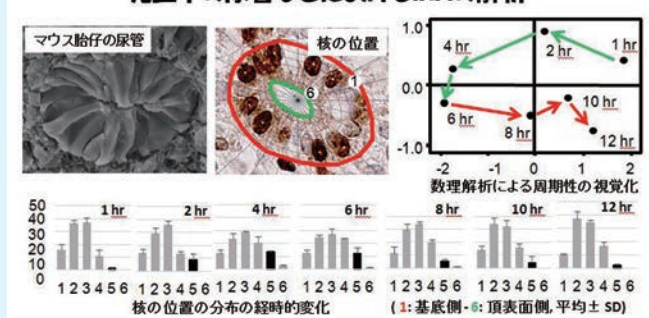 マウス胎仔の尿管
核の位置
1
6
1.0
0.0
-1.0
4 hr
2 hr
1 hr
6 hr
8 hr
10 hr
12 hr
-2 -1 0 1 2
数理解析による周期性の視覚化
50
40
30
20
10
0
1 hr 2 hr 4 hr 6 hr 8 hr 10 hr 12 hr
1 2 3 4 5 6 1 2 3 4 5 6 1 2 3 4 5 6 1 2 3 4 5 6 1 2 3 4 5 6 1 2 3 4 5 6 1 2 3 4 5 6
核の位置の分布の経時的変化 (1: 基底側 - 6: 頂表面側, 平均± SD)